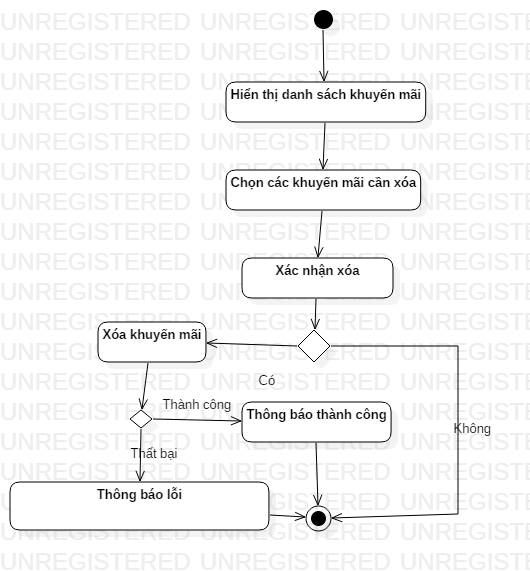 Hiển thị danh sách khuyến mãi
Chọn các khuyến mãi cần xóa
Xác nhận xóa
Xóa khuyến mãi
Có
Thành công
Thông báo thành công
Không
Thất bại
Thông báo lỗi
UNREGISTERED